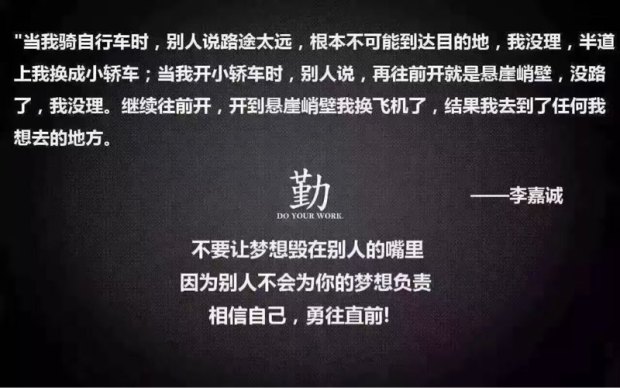 "当我骑自行车时，别人说路途太远，根本不可能到达目的地，我没理，半道
上我换成小轿车；当我开小轿车时，别人说，再往前开就是悬崖峭壁，没路
了，我没理。继续往前开，开到悬崖峭壁我换飞机了，结果我去到了任何我
想去的地方。
勤
DO YOUR WORK.
——李嘉诚
不要让梦想毁在别人的嘴里
因为别人不会为你的梦想负责
相信自己，勇往直前!